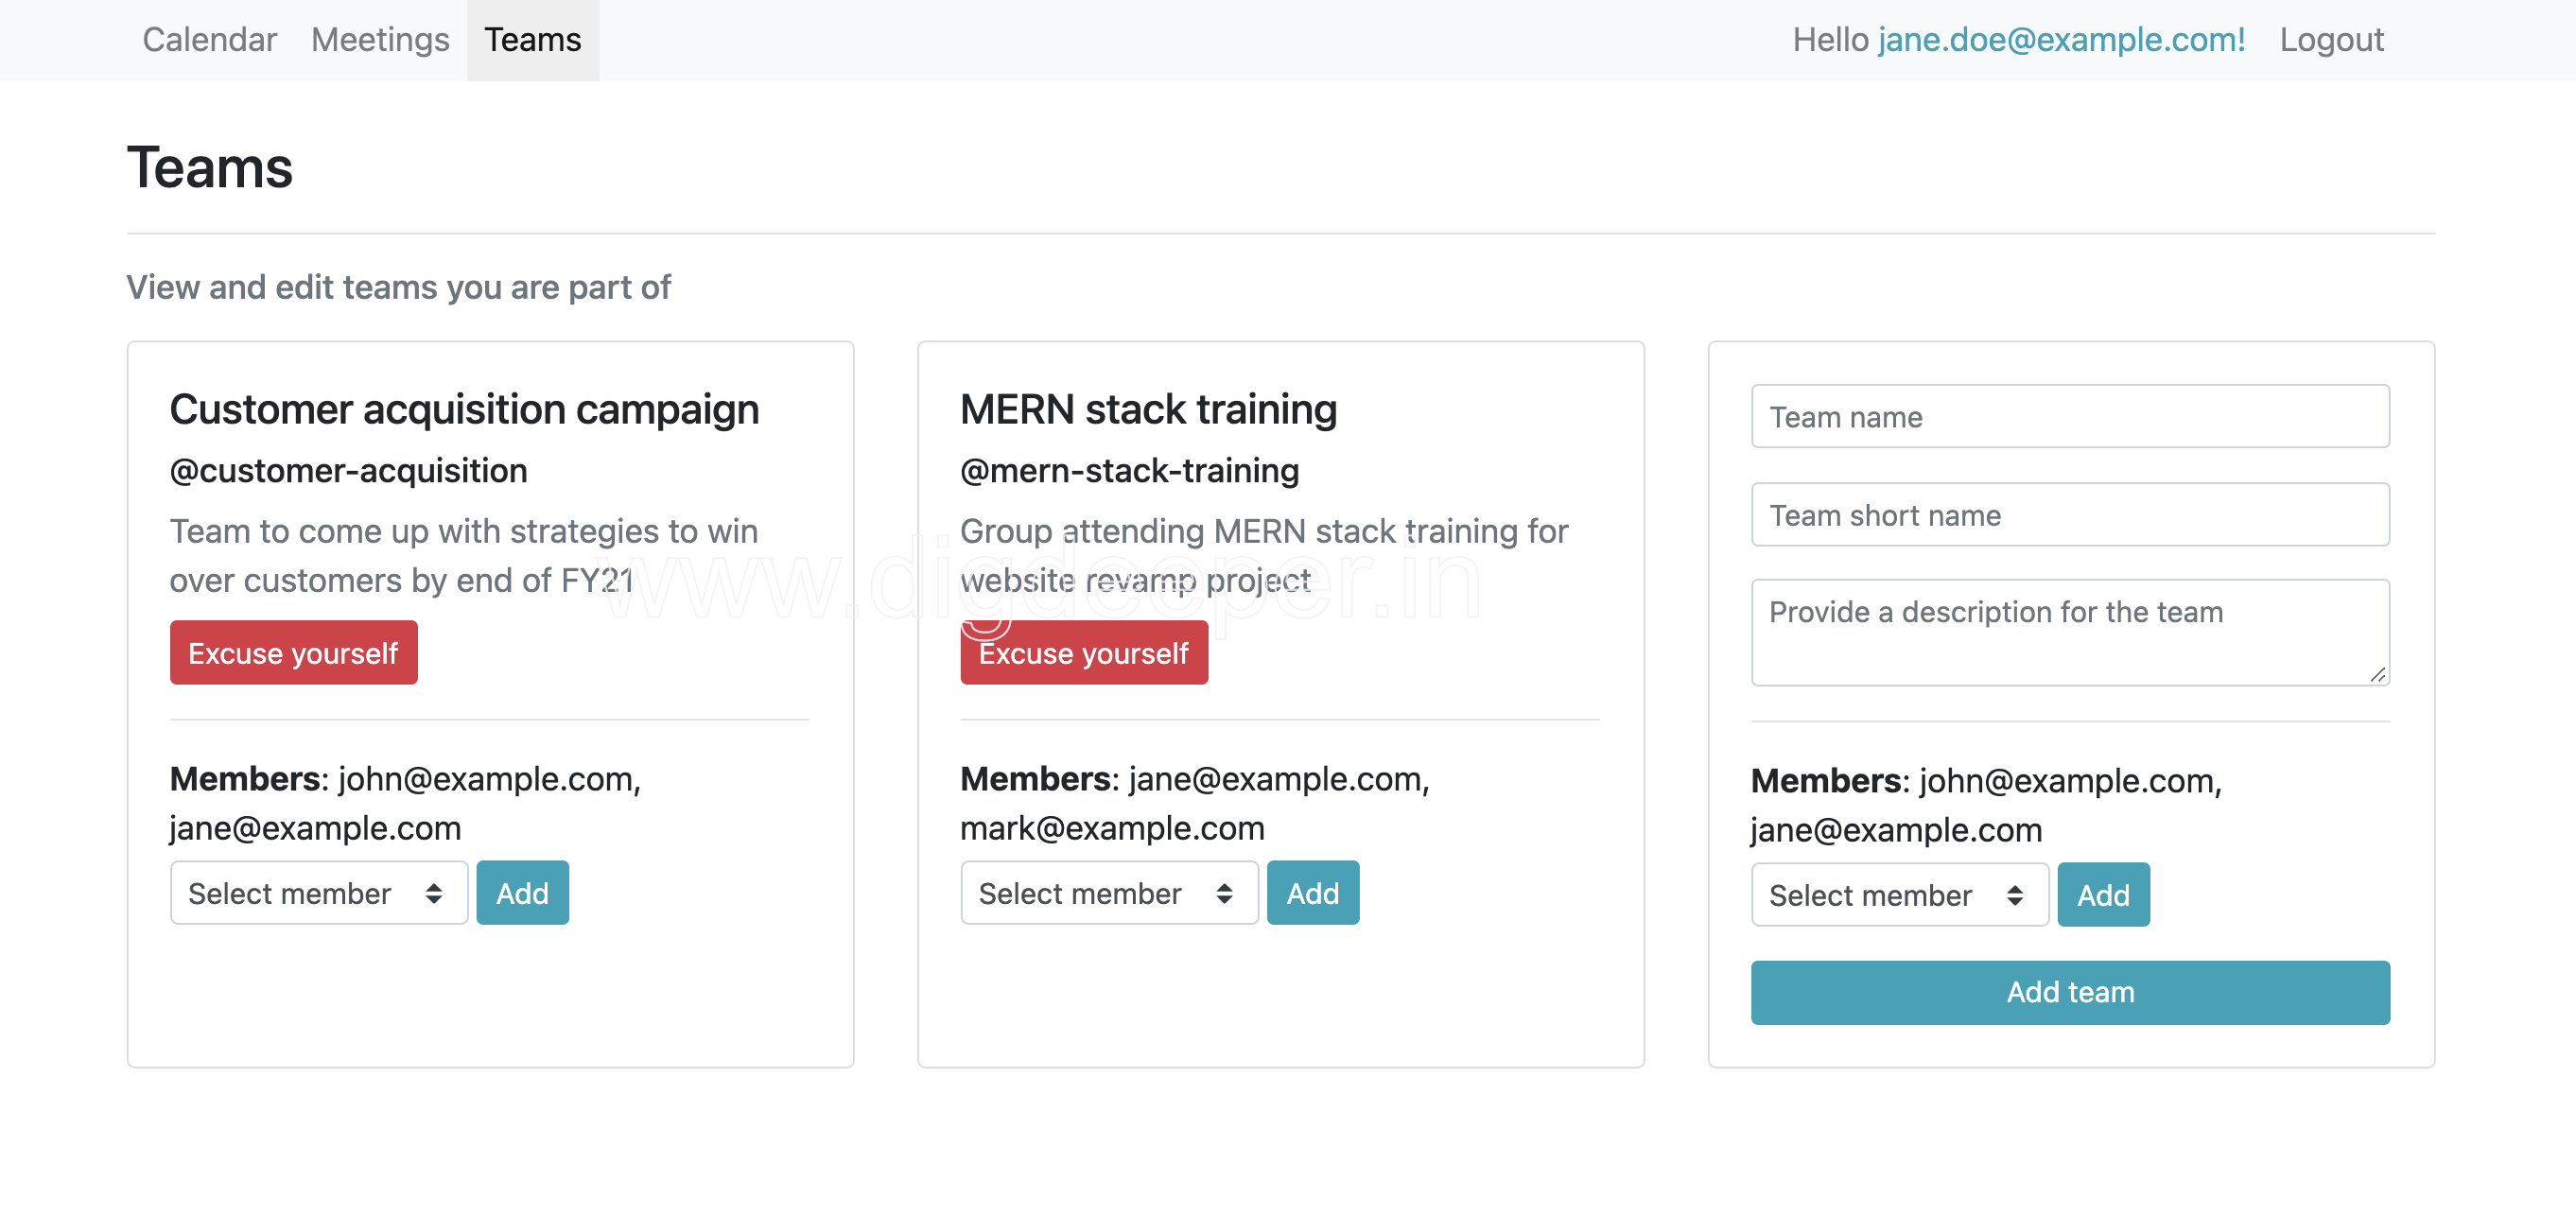 Calendar Meetings Teams Hello jane.doe@example.com! Logout
Teams
View and edit teams you are part of
Customer acquisition campaign
@customer-acquisition
Team to come up with strategies to win
over customers by end of FY21
Excuse yourself
Members: john@example.com,
jane@example.com
Select member Add
MERN stack training
@mern-stack-training
Group attending MERN stack training for
website revamp project
Excuse yourself
Members: jane@example.com,
mark@example.com
Select member Add
Team name
Team short name
Provide a description for the team
Members: john@example.com,
jane@example.com
Select member Add
Add team
www.digdeeper.in